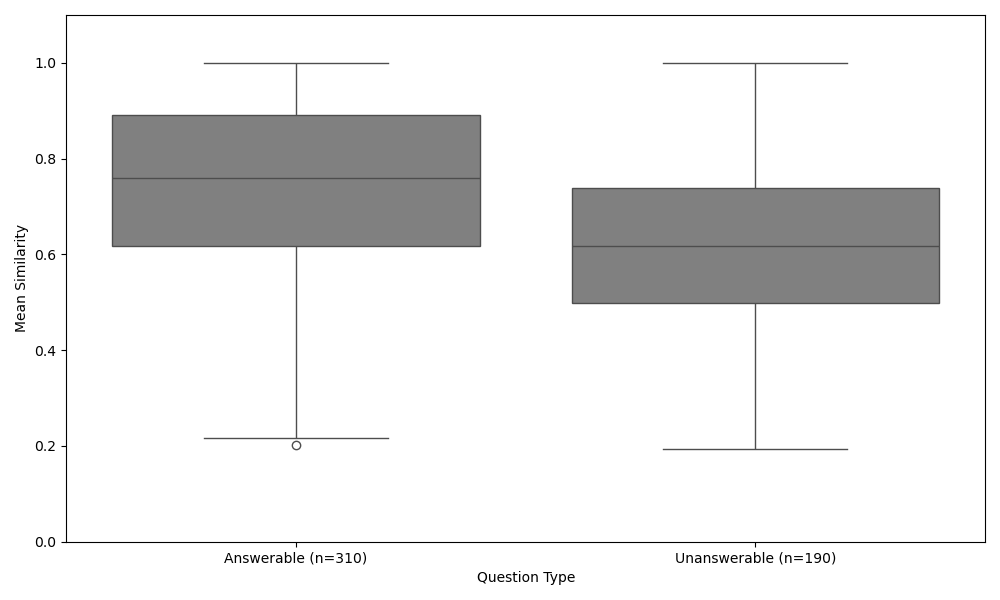 Mean Similarity
1.0
0.8
0.6
0.4
0.2
0.0
Answerable (n=310)
Unanswerable (n=190)
Question Type